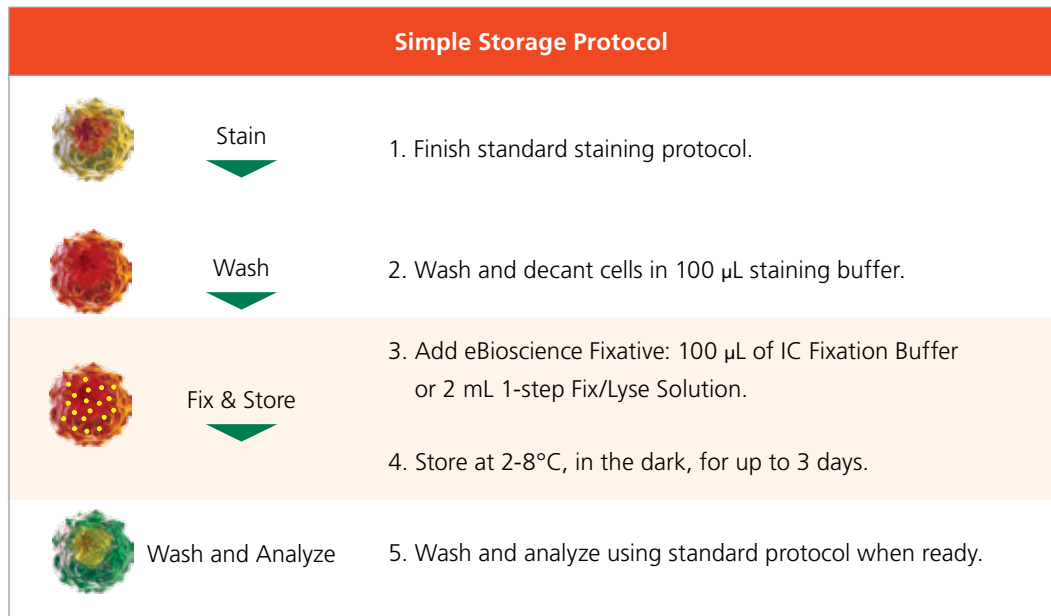 Simple Storage Protocol
Stain
1. Finish standard staining protocol.
Wash
2. Wash and decant cells in 100 μL staining buffer.
Fix & Store
3. Add eBioscience Fixative: 100 μL of IC Fixation Buffer
or 2 mL 1-step Fix/Lyse Solution.
4. Store at 2-8°C, in the dark, for up to 3 days.
Wash and Analyze
5. Wash and analyze using standard protocol when ready.